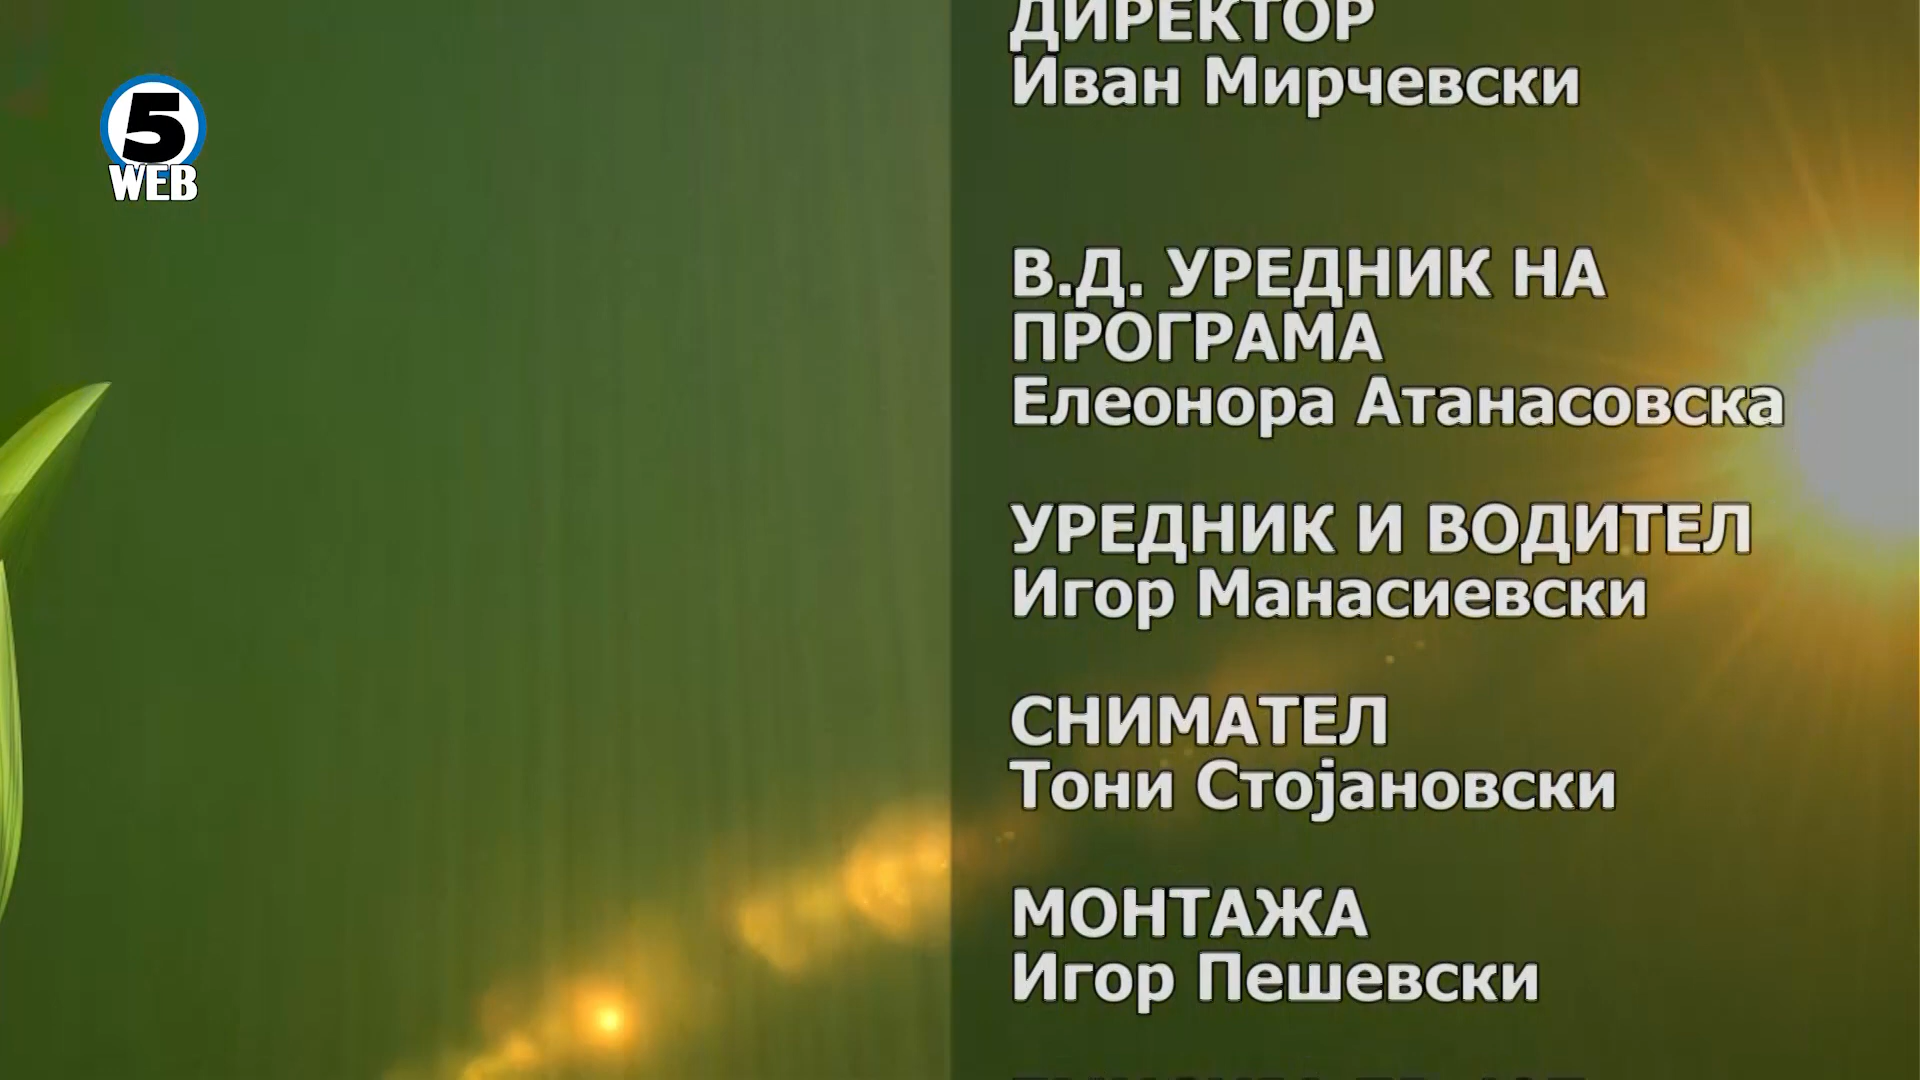 5
WEB
ДИРЕКТОР
Иван Мирчевски
В.Д. УРЕДНИК НА
ПРОГРАМА
Елеонора Атанасовска
УРЕДНИК И ВОДИТЕЛ
Игор Манасиевски
СНИМАТЕЛ
Тони Стојановски
МОНТАЖА
Игор Пешевски